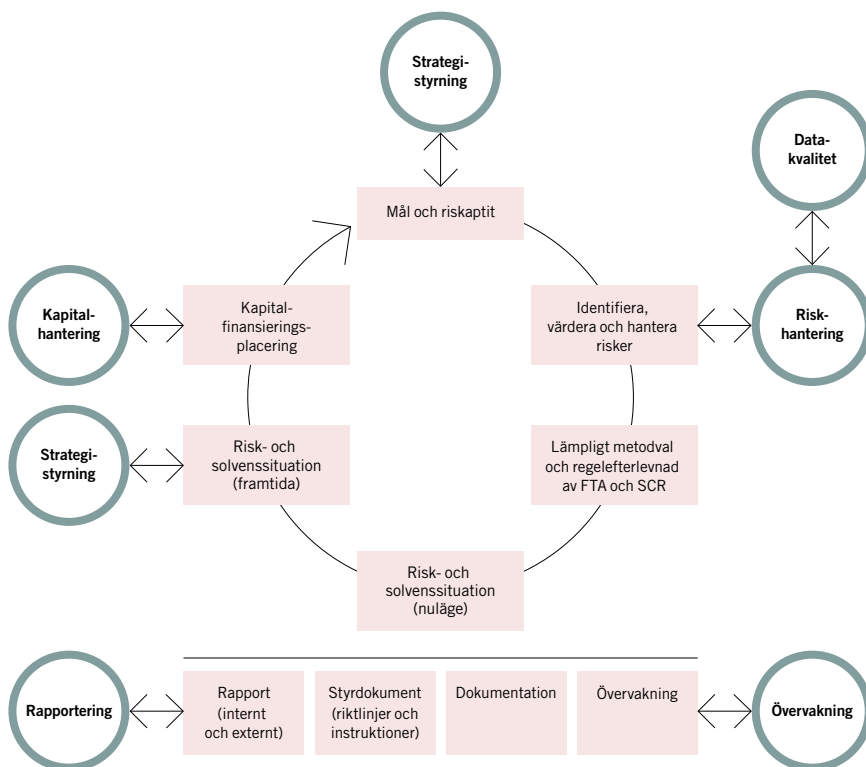 Strategi-
styrning
Data-
kvalitet
Mål och riskaptit
Kapital-
hantering
Kapital-
finansierings-
placering
Identifiera,
värdera och hantera
risker
Risk-
hantering
Strategi-
styrning
Risk- och
solvenssituation
(framtida)
Lämpligt metodval
och regelefterlevnad
av FTA och SCR
Risk- och
solvenssituation
(nuläge)
Rapportering
Rapport
(internt
och externt)
Styrdokument
(riktlinjer och
instruktioner)
Dokumentation
Övervakning
Övervakning